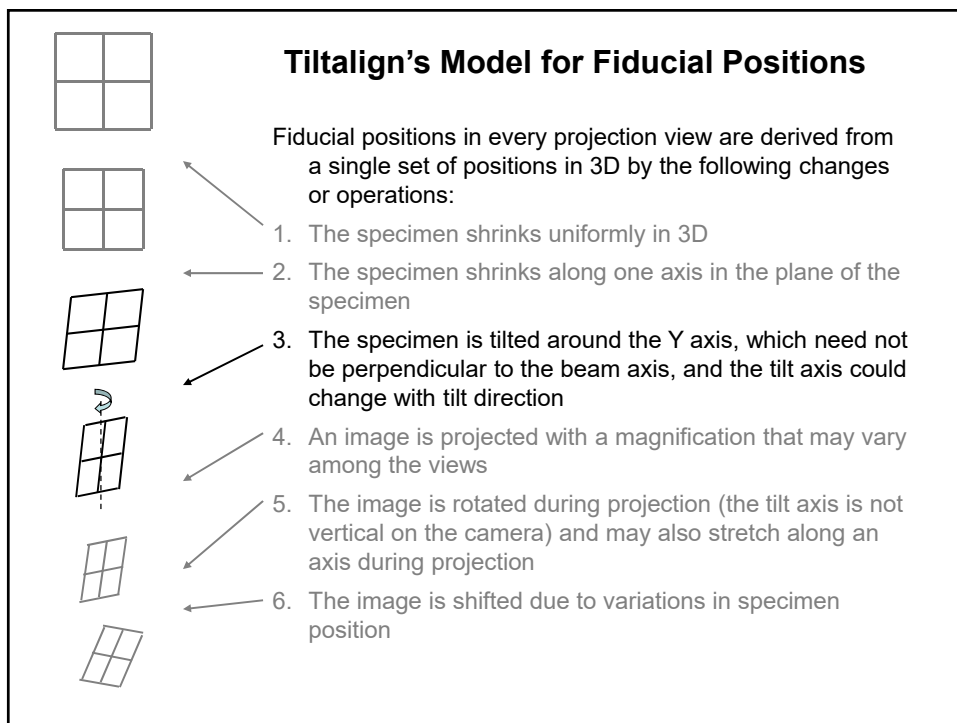 Tiltalign’s Model for Fiducial Positions
Fiducial positions in every projection view are derived from
a single set of positions in 3D by the following changes
or operations:
1. The specimen shrinks uniformly in 3D
2. The specimen shrinks along one axis in the plane of the
specimen
3. The specimen is tilted around the Y axis, which need not
be perpendicular to the beam axis, and the tilt axis could
change with tilt direction
4. An image is projected with a magnification that may vary
among the views
5. The image is rotated during projection (the tilt axis is not
vertical on the camera) and may also stretch along an
axis during projection
6. The image is shifted due to variations in specimen
position